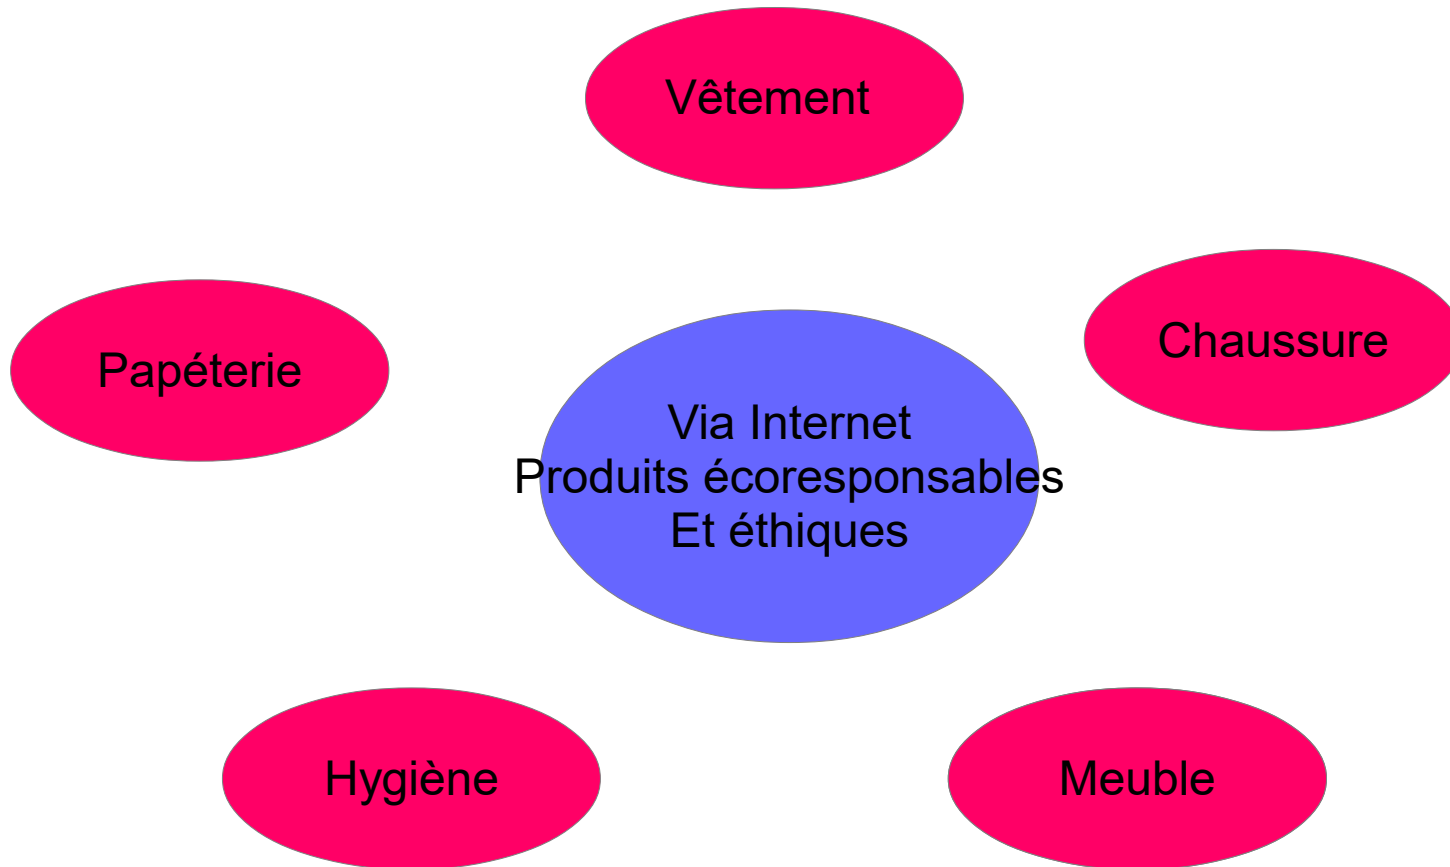 Vêtement
Chaussure
Papéterie
Via Internet
Produits écoresponsables
Et éthiques
Hygiène
Meuble